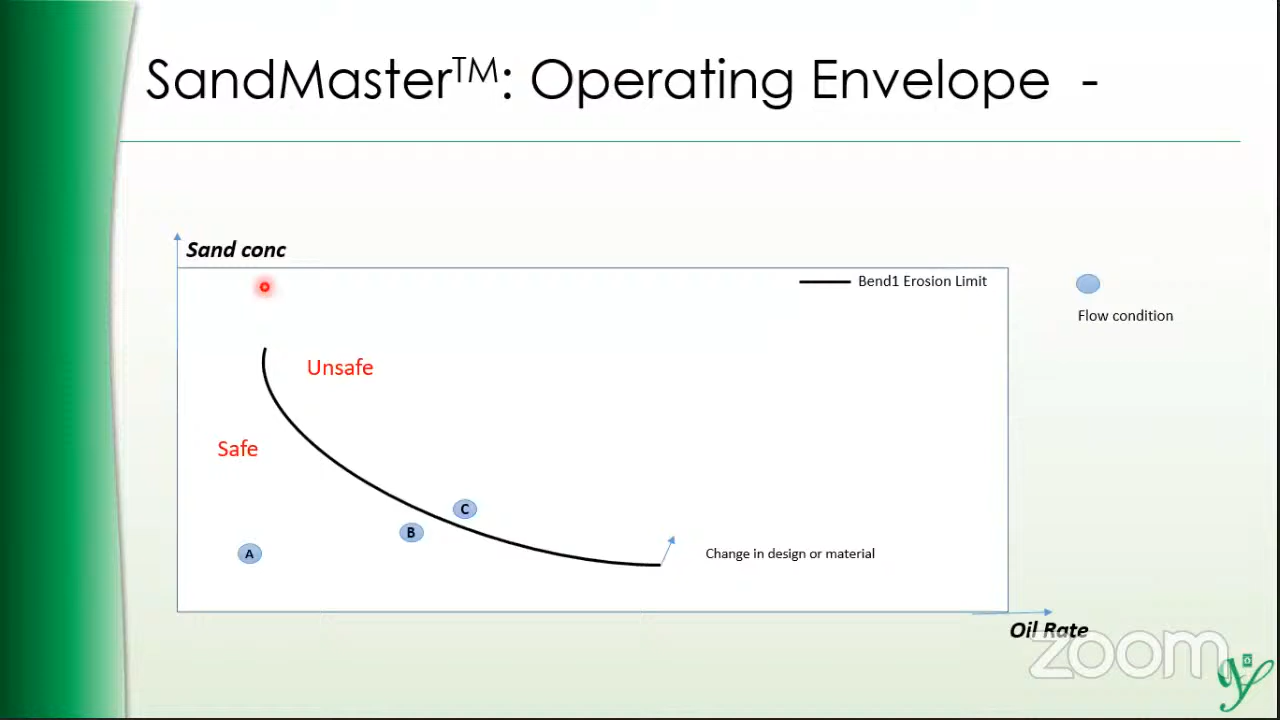 SandMaster™: Operating Envelope -
Sand conc
Bend1 Erosion Limit
Flow condition
Unsafe
Safe
C
B
A
Change in design or material
Oil Rate
zoom